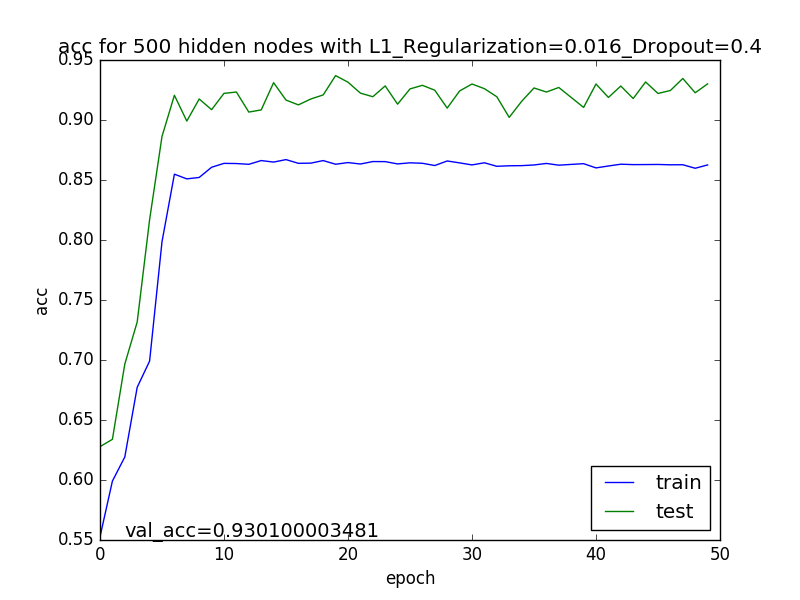 acc for 500 hidden nodes with L1_Regularization=0.016_Dropout=0.4
0.95
0.90
0.85
0.80
0.75
0.70
0.65
0.60
0.55
acc
train
test
val_acc=0.930100003481
0
10
20
30
40
50
epoch